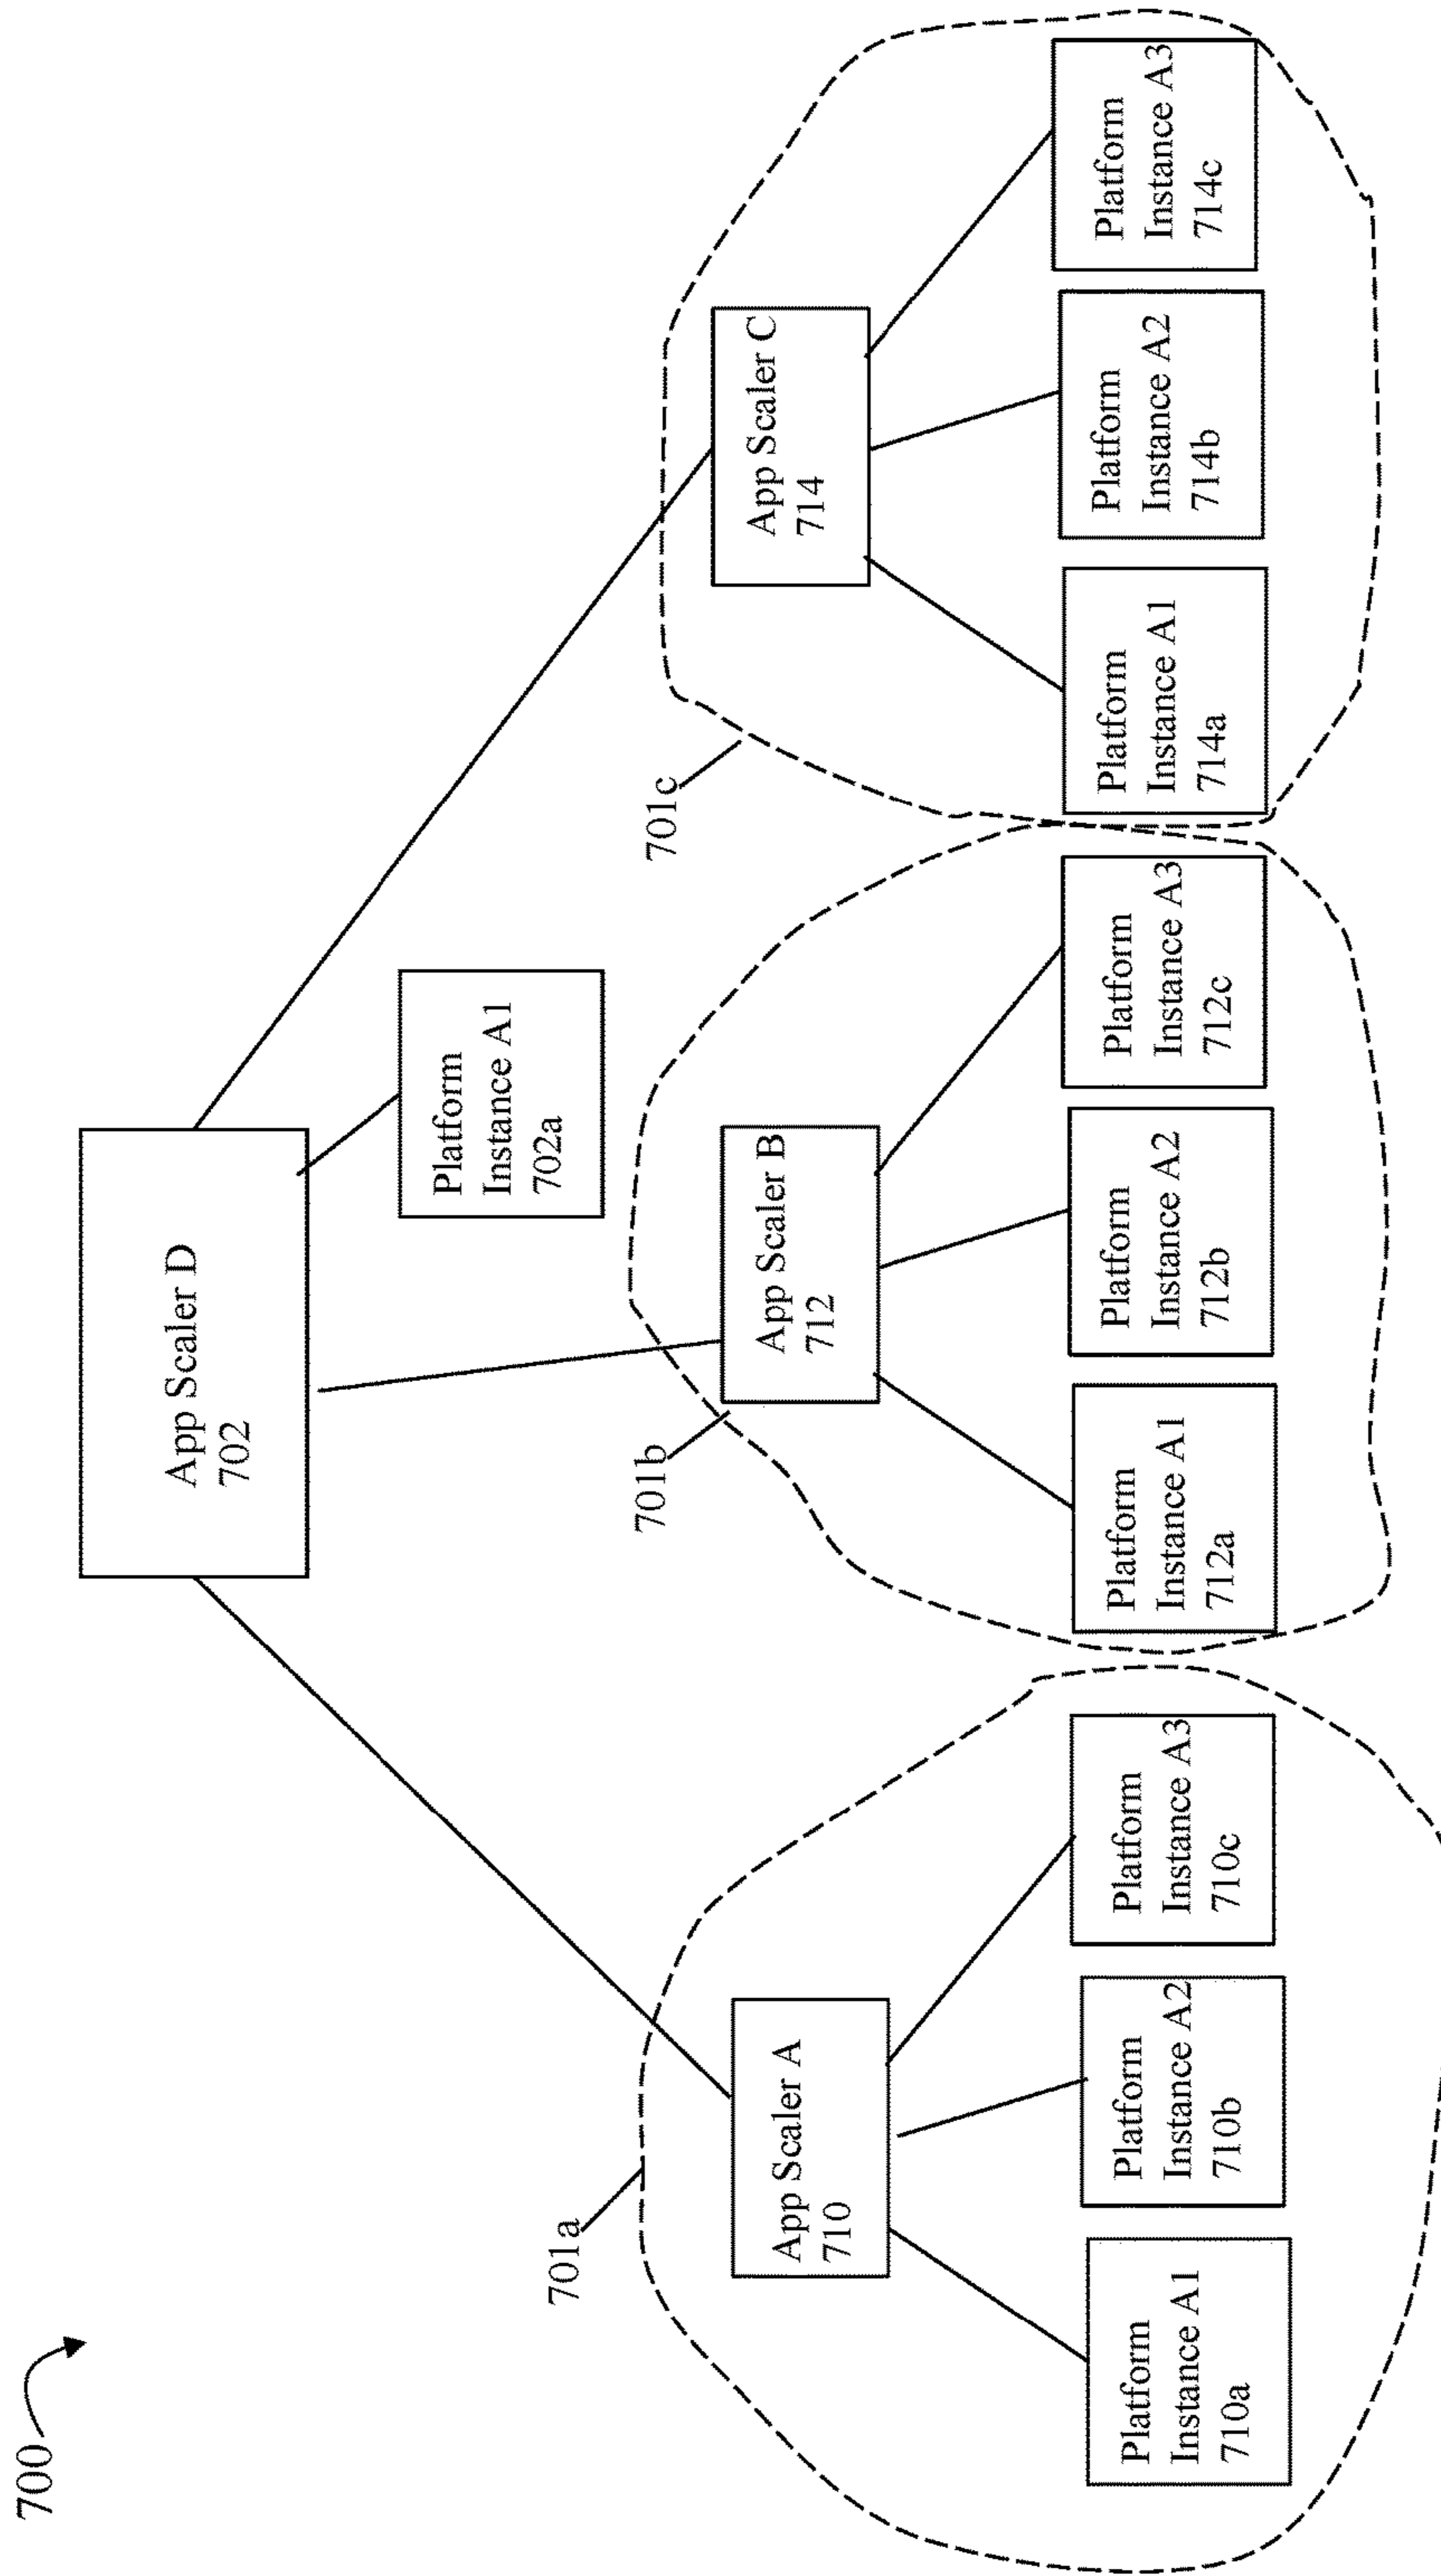 700
App Scaler D
702
Platform
Instance A1
702a
701a
701b
701c
App Scaler A
710
App Scaler B
712
App Scaler C
714
Platform
Instance A1
710a
Platform
Instance A2
710b
Platform
Instance A3
710c
Platform
Instance A1
712a
Platform
Instance A2
712b
Platform
Instance A3
712c
Platform
Instance A1
714a
Platform
Instance A2
714b
Platform
Instance A3
714c